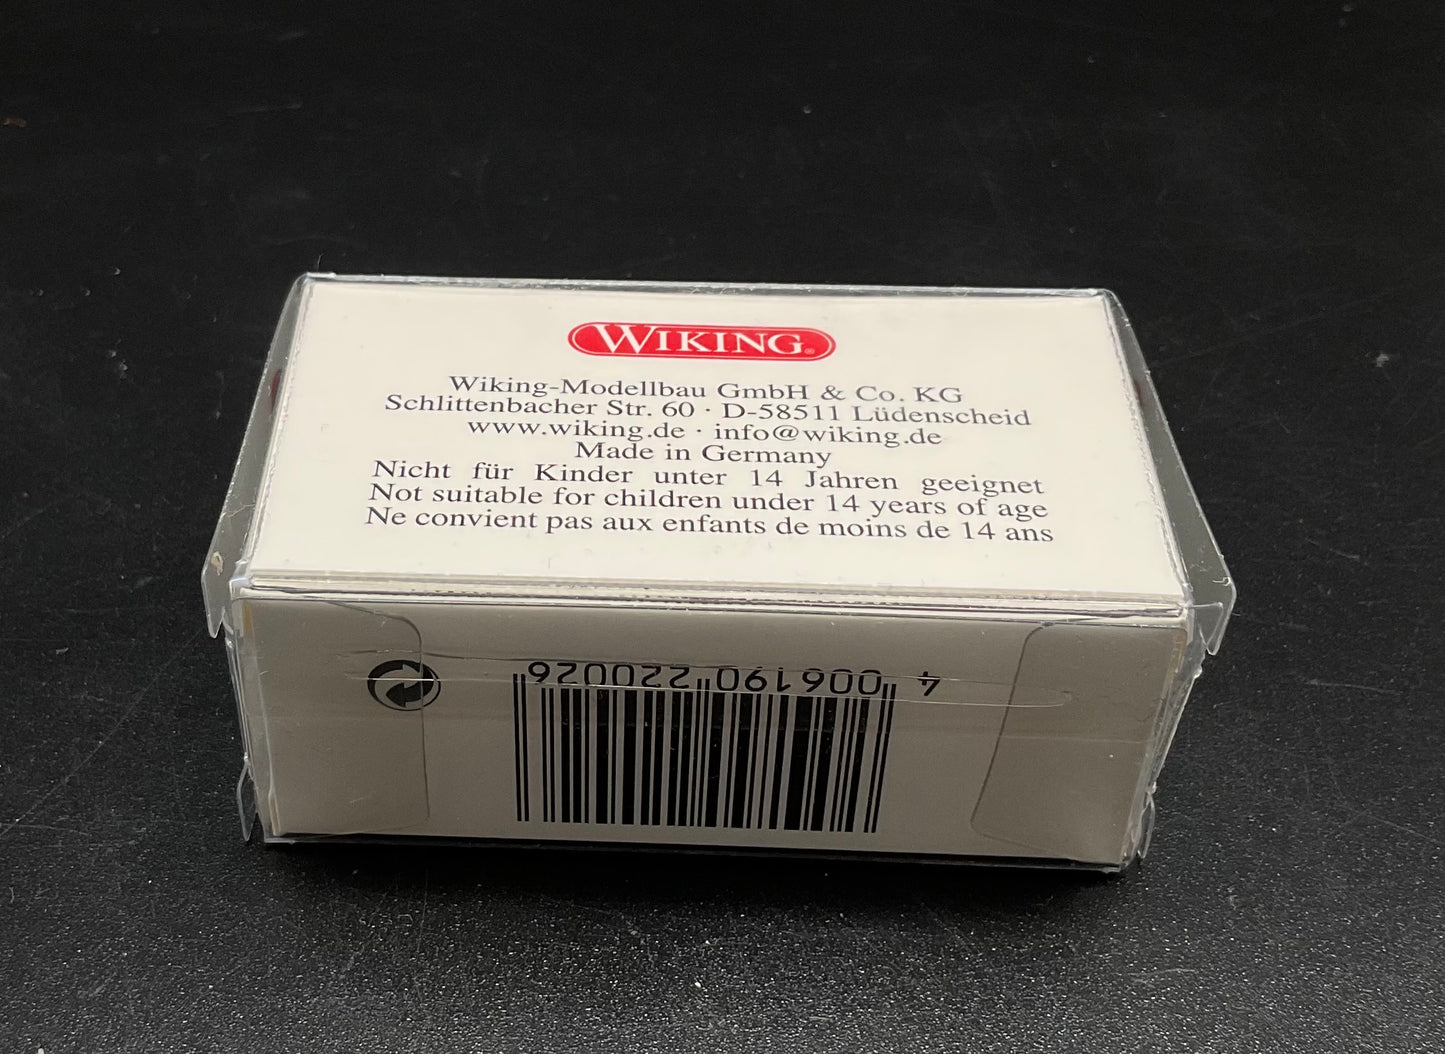 WIKING®
Wiking-Modellbau GmbH & Co. KG
Schlittenbacher Str. 60 · D-58511 Lüdenscheid
www.wiking.de · info@wiking.de
Made in Germany
Nicht für Kinder unter 14 Jahren geeignet
Not suitable for children under 14 years of age
Ne convient pas aux enfants de moins de 14 ans
4 006190 220026